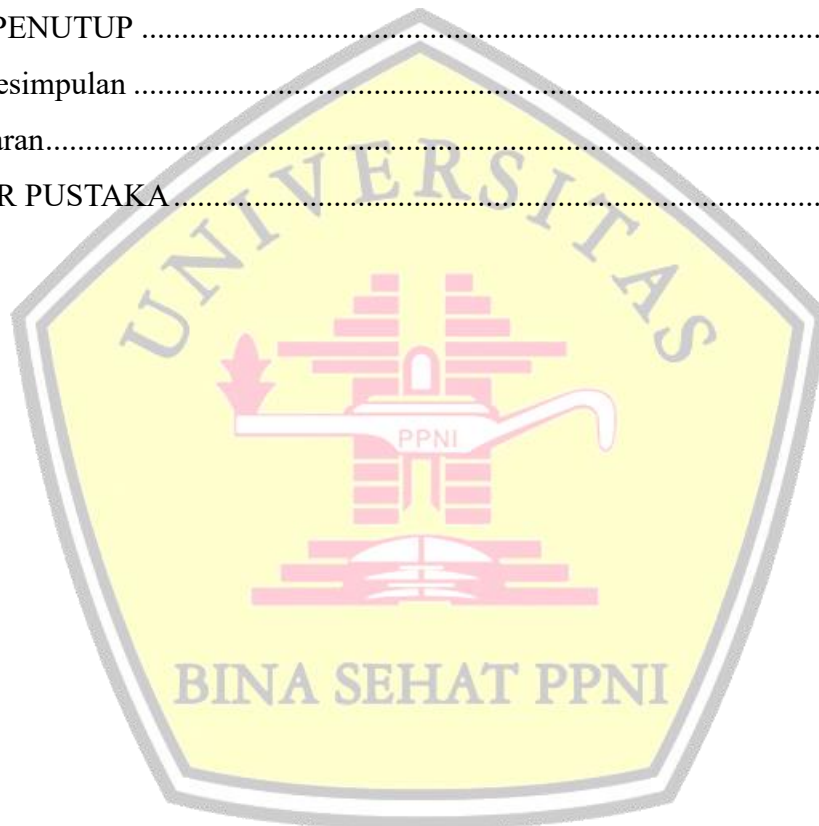 PENUTUP ....................................................................................
esimpulan ....................................................................................
aran....................................................................................
R PUSTAKA....................................................................................
UNIVERSITAS
PPNI
BINA SEHAT PPNI